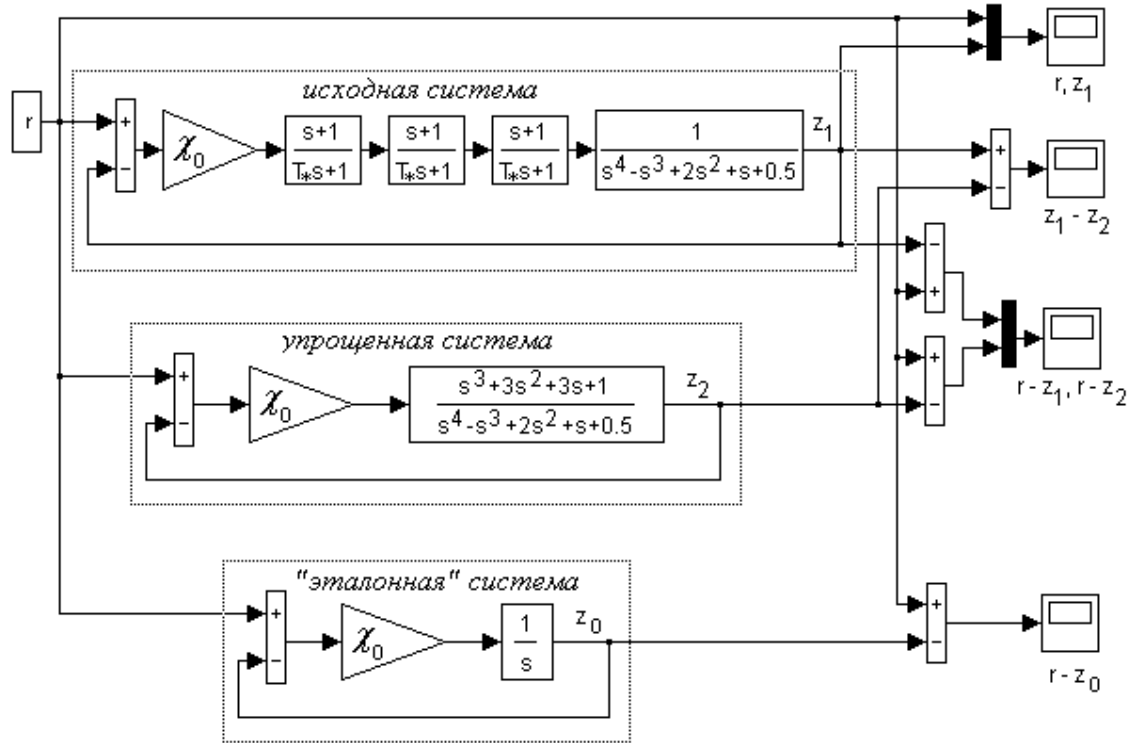 r
исходная система
+
−
χ₀
s+1
T*s+1
s+1
T*s+1
s+1
T*s+1
1
s⁴-s³+2s²+s+0.5
z₁
r, z₁
+
−
z₁ - z₂
−
+
+
−
r - z₁, r - z₂
упрощенная система
+
−
χ₀
s³+3s²+3s+1
s⁴-s³+2s²+s+0.5
z₂
"эталонная" система
+
−
χ₀
1
s
z₀
+
−
r - z₀